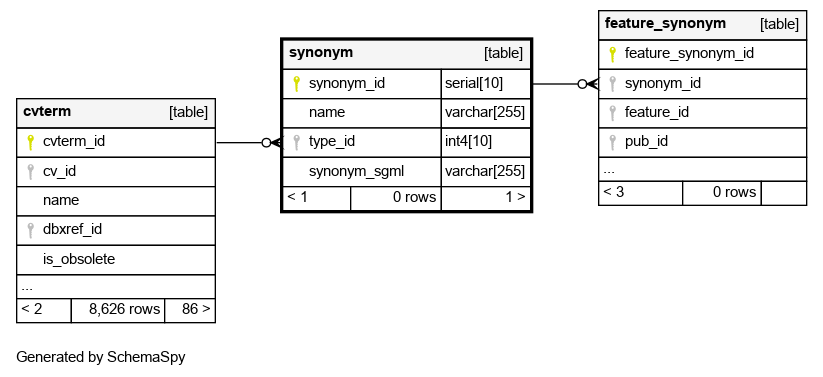 cvterm [table]
cvterm_id
cv_id
name
dbxref_id
is_obsolete
...
< 2 8,626 rows 86 >
synonym [table]
synonym_id serial[10]
name varchar[255]
type_id int4[10]
synonym_sgml varchar[255]
< 1 0 rows 1 >
feature_synonym [table]
feature_synonym_id
synonym_id
feature_id
pub_id
...
< 3 0 rows
Generated by SchemaSpy